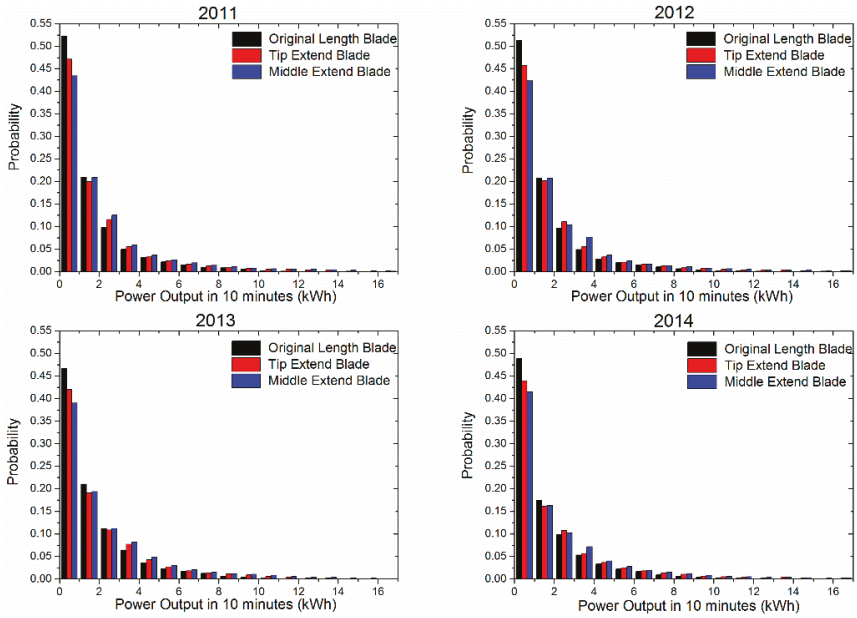 2011
Original Length Blade
Tip Extend Blade
Middle Extend Blade
Probability
0.55
0.50
0.45
0.40
0.35
0.30
0.25
0.20
0.15
0.10
0.05
0.00
0 2 4 6 8 10 12 14 16
Power Output in 10 minutes (kWh)
2012
Original Length Blade
Tip Extend Blade
Middle Extend Blade
Probability
0.55
0.50
0.45
0.40
0.35
0.30
0.25
0.20
0.15
0.10
0.05
0.00
0 2 4 6 8 10 12 14 16
Power Output in 10 minutes (kWh)
2013
Original Length Blade
Tip Extend Blade
Middle Extend Blade
Probability
0.55
0.50
0.45
0.40
0.35
0.30
0.25
0.20
0.15
0.10
0.05
0.00
0 2 4 6 8 10 12 14 16
Power Output in 10 minutes (kWh)
2014
Original Length Blade
Tip Extend Blade
Middle Extend Blade
Probability
0.55
0.50
0.45
0.40
0.35
0.30
0.25
0.20
0.15
0.10
0.05
0.00
0 2 4 6 8 10 12 14 16
Power Output in 10 minutes (kWh)